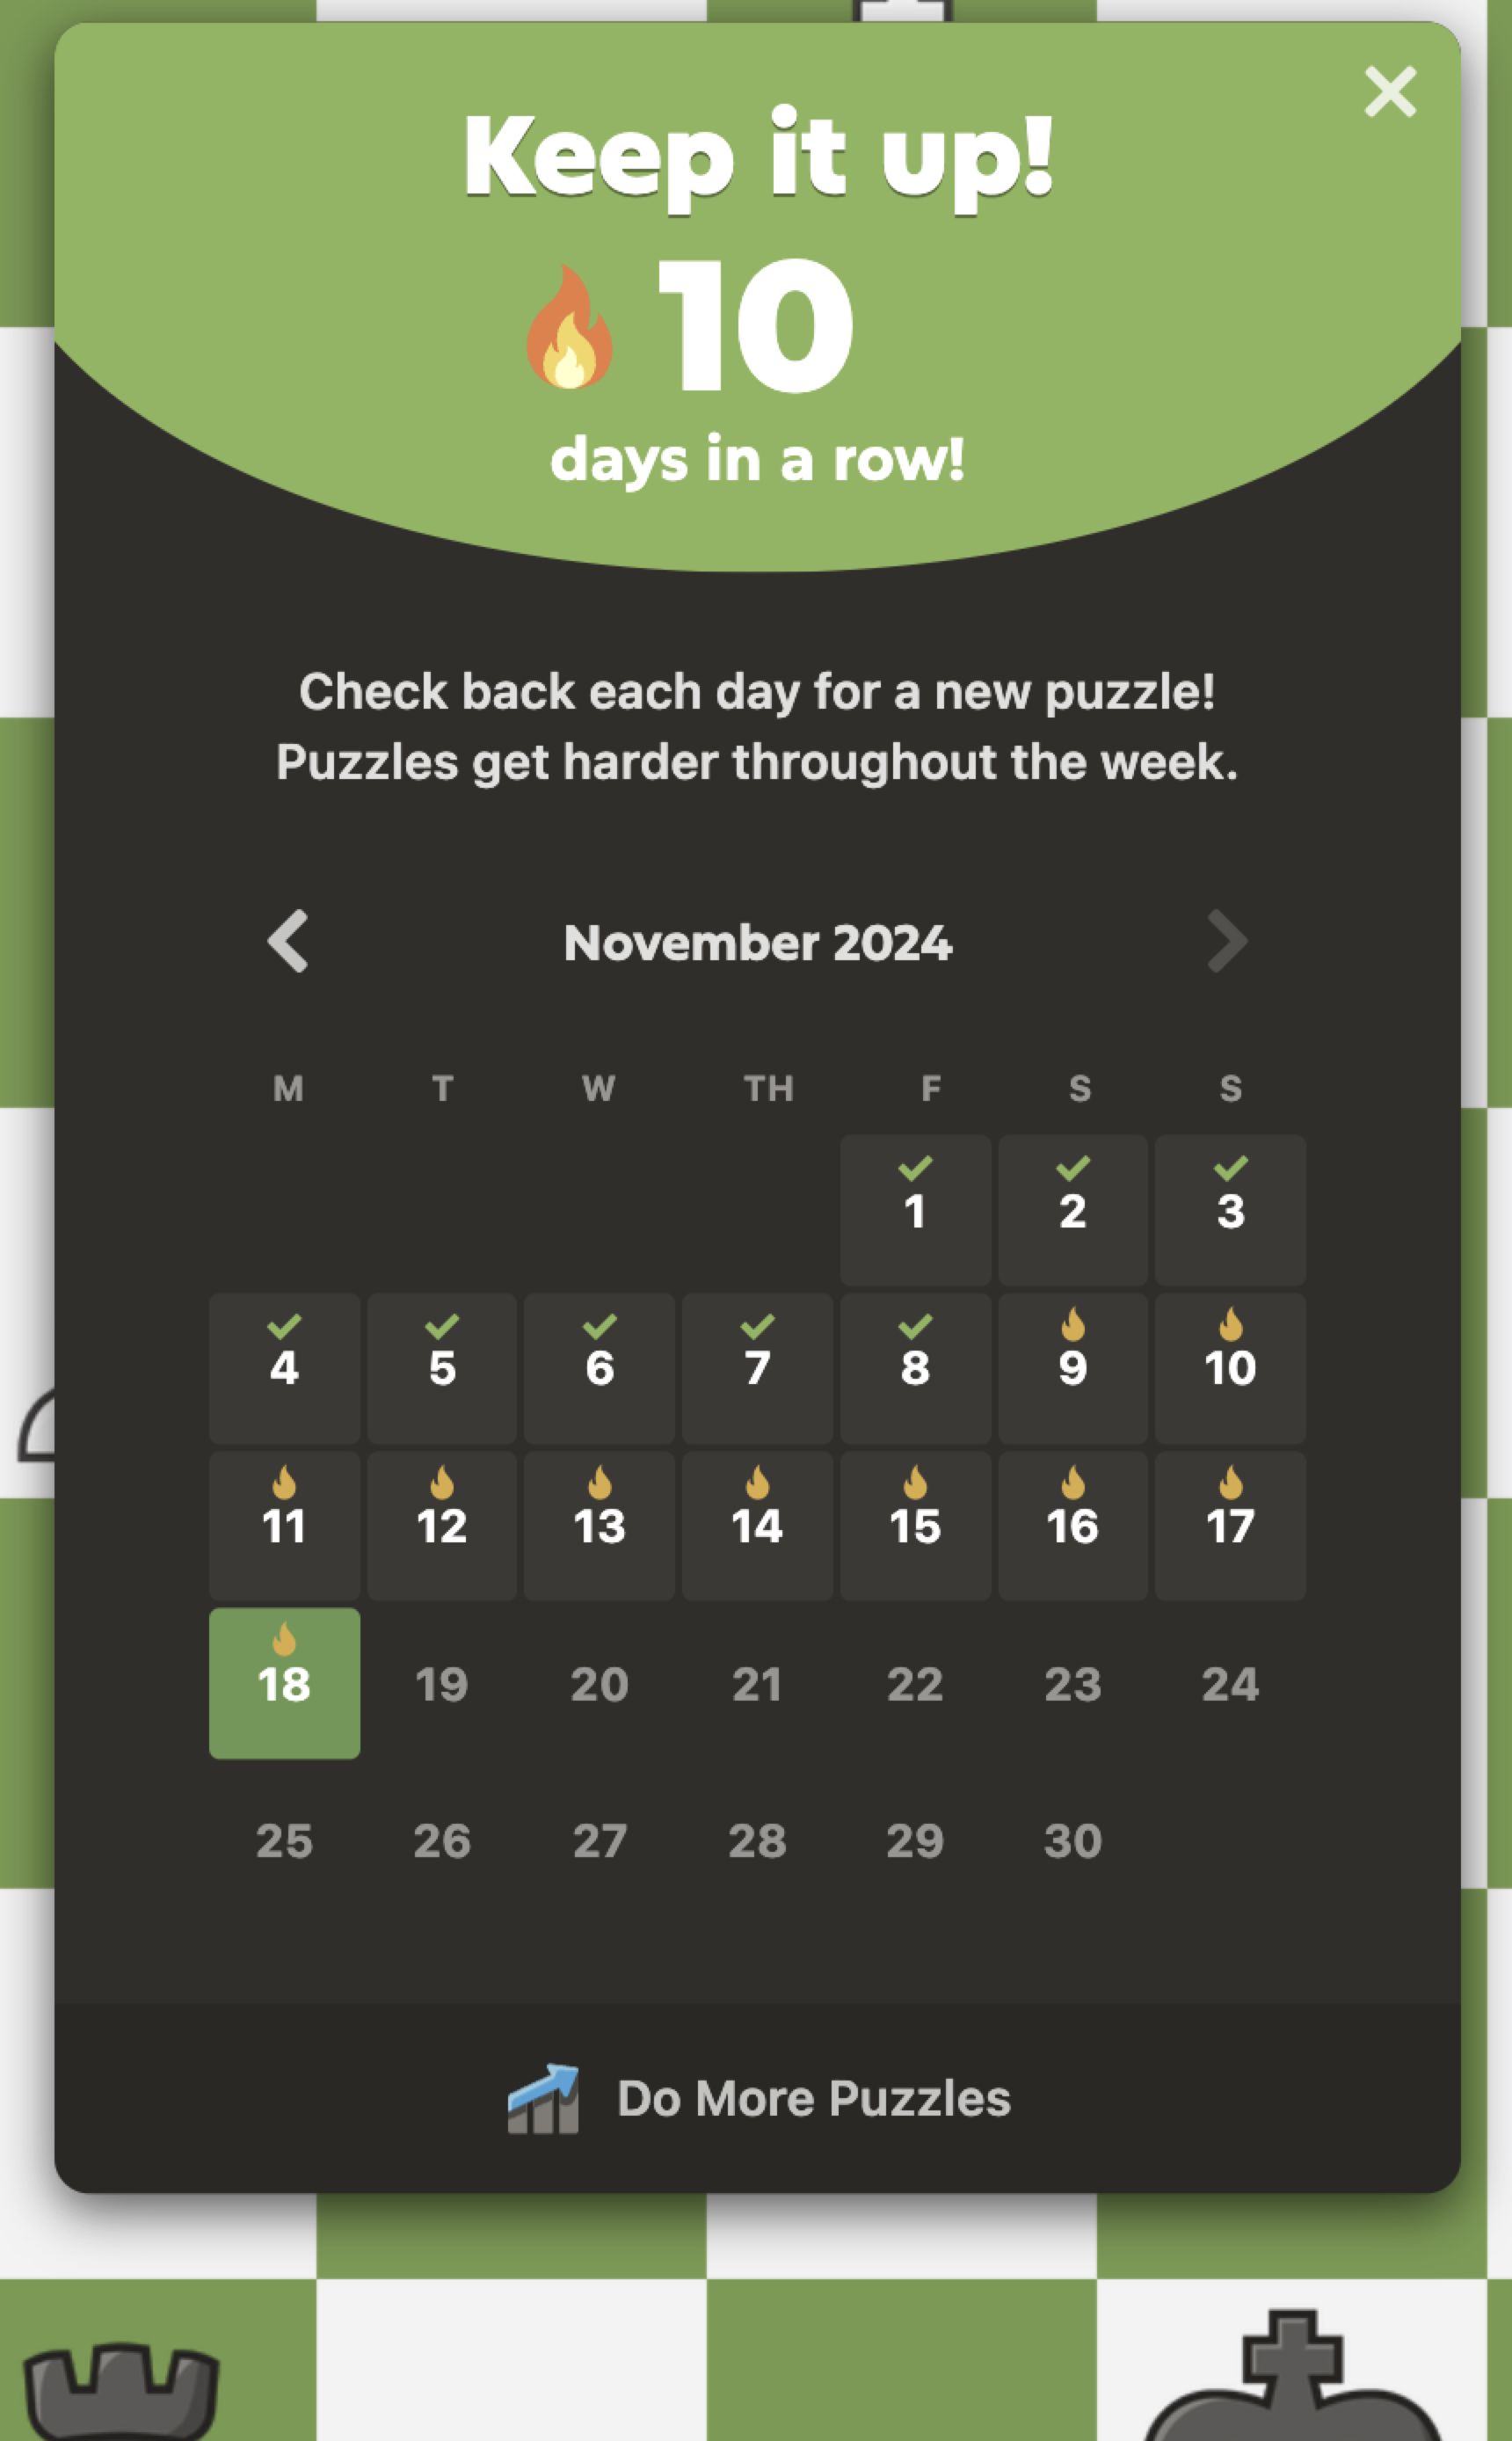 Keep it up!
10
days in a row!
Check back each day for a new puzzle!
Puzzles get harder throughout the week.
November 2024
M T W TH F S S
1 2 3
4 5 6 7 8 9 10
11 12 13 14 15 16 17
18 19 20 21 22 23 24
25 26 27 28 29 30
Do More Puzzles